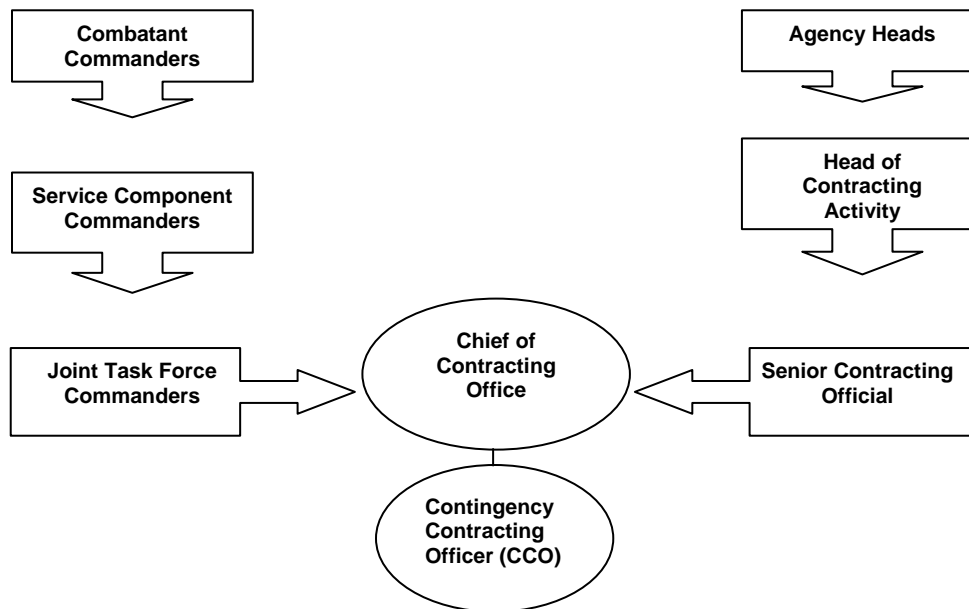 Combatant
Commanders
Agency Heads
Service Component
Commanders
Head of
Contracting
Activity
Joint Task Force
Commanders
Chief of
Contracting
Office
Senior Contracting
Official
Contingency
Contracting
Officer (CCO)